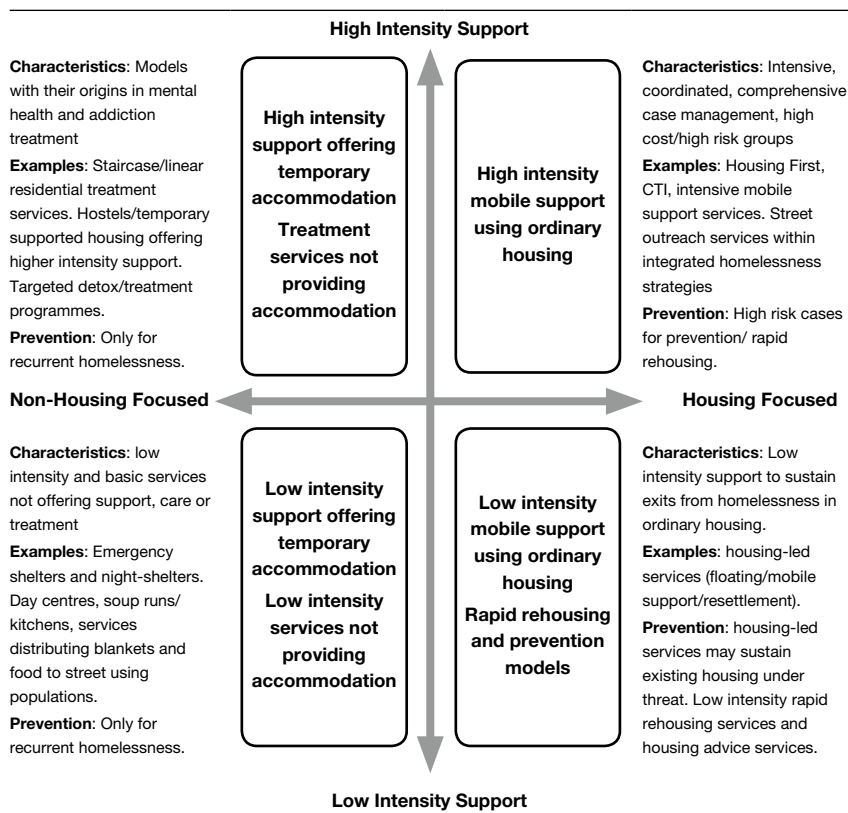 High Intensity Support
Characteristics: Models
with their origins in mental
health and addiction
treatment
Examples: Staircase/linear
residential treatment
services. Hostels/temporary
supported housing offering
higher intensity support.
Targeted detox/treatment
programmes.
Prevention: Only for
recurrent homelessness.
High intensity
support offering
temporary
accommodation
Treatment
services not
providing
accommodation
High intensity
mobile support
using ordinary
housing
Characteristics: Intensive,
coordinated, comprehensive
case management, high
cost/high risk groups
Examples: Housing First,
CTI, intensive mobile
support services. Street
outreach services within
integrated homelessness
strategies
Prevention: High risk cases
for prevention/ rapid
rehousing.
Non-Housing Focused
Housing Focused
Characteristics: low
intensity and basic services
not offering support, care or
treatment
Examples: Emergency
shelters and night-shelters.
Day centres, soup runs/
kitchens, services
distributing blankets and
food to street using
populations.
Prevention: Only for
recurrent homelessness.
Low intensity
support offering
temporary
accommodation
Low intensity
services not
providing
accommodation
Low intensity
mobile support
using ordinary
housing
Rapid rehousing
and prevention
models
Characteristics: Low
intensity support to sustain
exits from homelessness in
ordinary housing.
Examples: housing-led
services (floating/mobile
support/resettlement).
Prevention: housing-led
services may sustain
existing housing under
threat. Low intensity rapid
rehousing services and
housing advice services.
Low Intensity Support